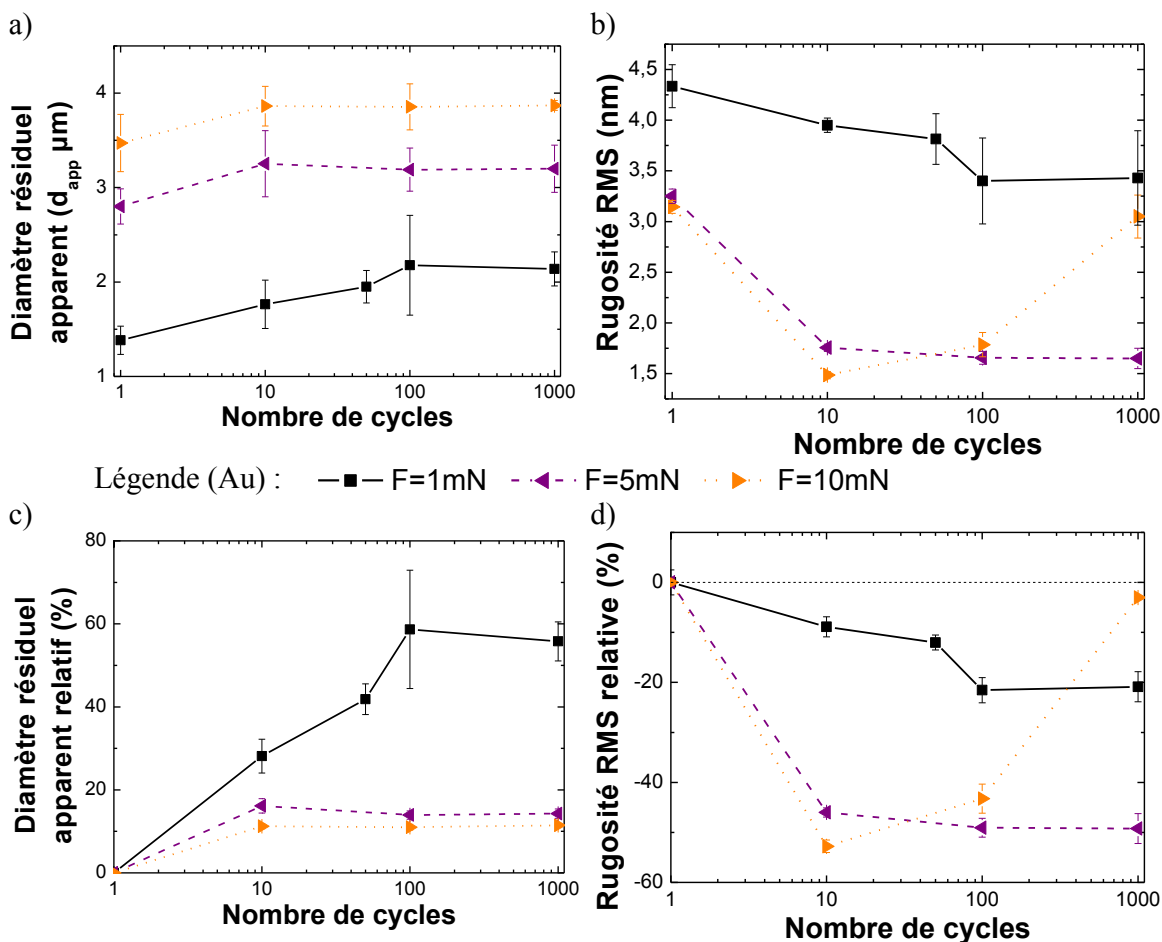 a)
Diamètre résiduel
apparent (d_app µm)
4
3
2
1
1
10
100
1000
Nombre de cycles
b)
Rugosité RMS (nm)
4,5
4,0
3,5
3,0
2,5
2,0
1,5
1
10
100
1000
Nombre de cycles
Légende (Au) : F=1mN F=5mN F=10mN
c)
Diamètre résiduel
apparent relatif (%)
80
60
40
20
0
1
10
100
1000
Nombre de cycles
d)
Rugosité RMS relative (%)
0
-20
-40
-60
1
10
100
1000
Nombre de cycles